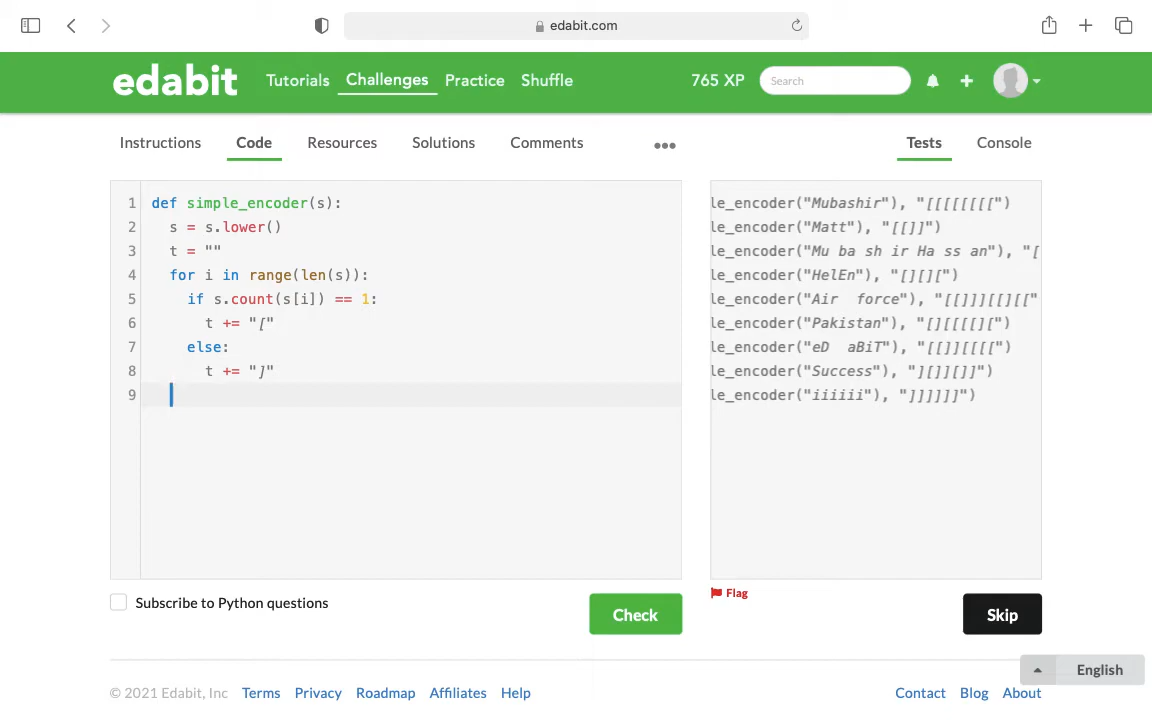 edabit.com
edabit Tutorials Challenges Practice Shuffle 765 XP Search
Instructions Code Resources Solutions Comments Tests Console
1 def simple_encoder(s):
2 s = s.lower()
3 t = ""
4 for i in range(len(s)):
5 if s.count(s[i]) == 1:
6 t += "["
7 else:
8 t += "]"
9
le_encoder("Mubashir"), "[[[[[[[[")
le_encoder("Matt"), "[[]]")
le_encoder("Mu ba sh ir Ha ss an"), "[
le_encoder("HelEn"), "[][][")
le_encoder("Air  force"), "[[]]][[][["
le_encoder("Pakistan"), "[][[[[][")
le_encoder("eD  aBiT"), "[[]][[[[")
le_encoder("Success"), "][]][]]")
le_encoder("iiiiii"), "]]]]]]")
Subscribe to Python questions
Check
Flag
Skip
English
© 2021 Edabit, Inc Terms Privacy Roadmap Affiliates Help Contact Blog About